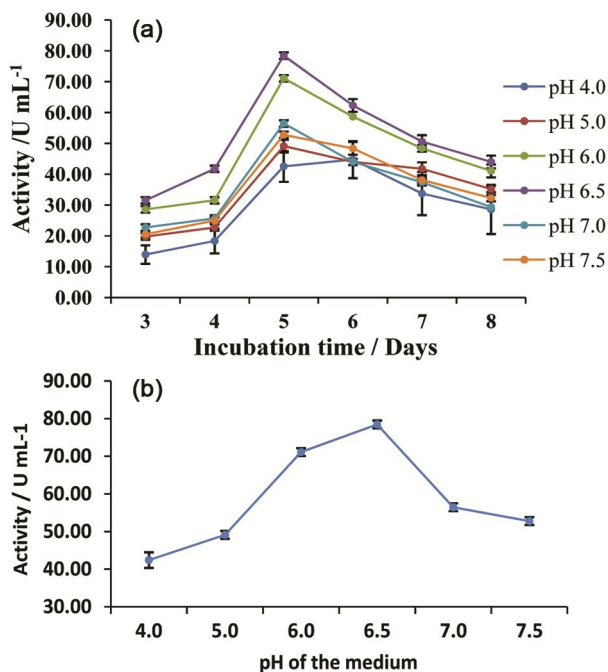 (a)
90.00
80.00
70.00
60.00
50.00
40.00
30.00
20.00
10.00
0.00
Activity /U mL-1
3 4 5 6 7 8
Incubation time / Days
pH 4.0
pH 5.0
pH 6.0
pH 6.5
pH 7.0
pH 7.5
(b)
90.00
80.00
70.00
60.00
50.00
40.00
30.00
Activity / U mL-1
4.0 5.0 6.0 6.5 7.0 7.5
pH of the medium